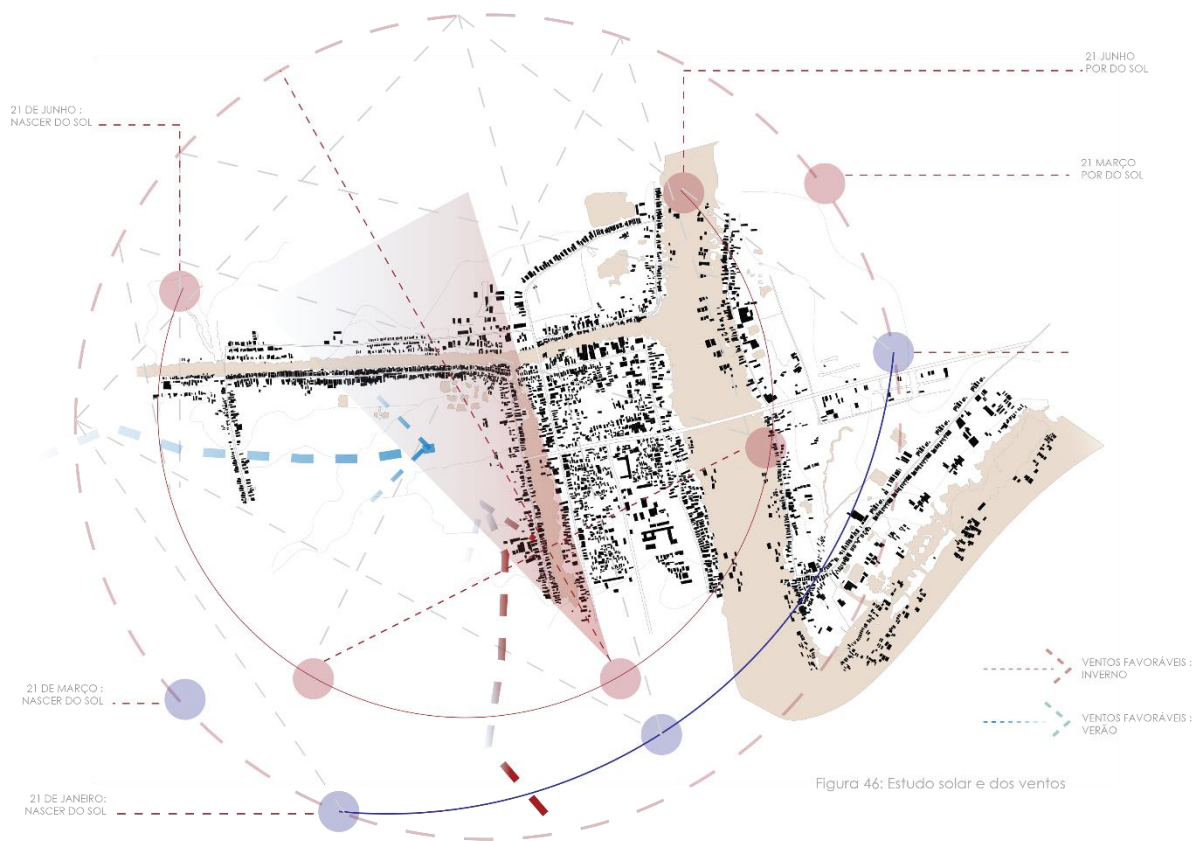 21 DE JUNHO :
NASCER DO SOL
21 JUNHO
POR DO SOL
21 MARÇO
POR DO SOL
21 DE MARÇO :
NASCER DO SOL
21 DE JANEIRO:
NASCER DO SOL
VENTOS FAVORÁVEIS :
INVERNO
VENTOS FAVORÁVEIS :
VERÃO
Figura 46: Estudo solar e dos ventos